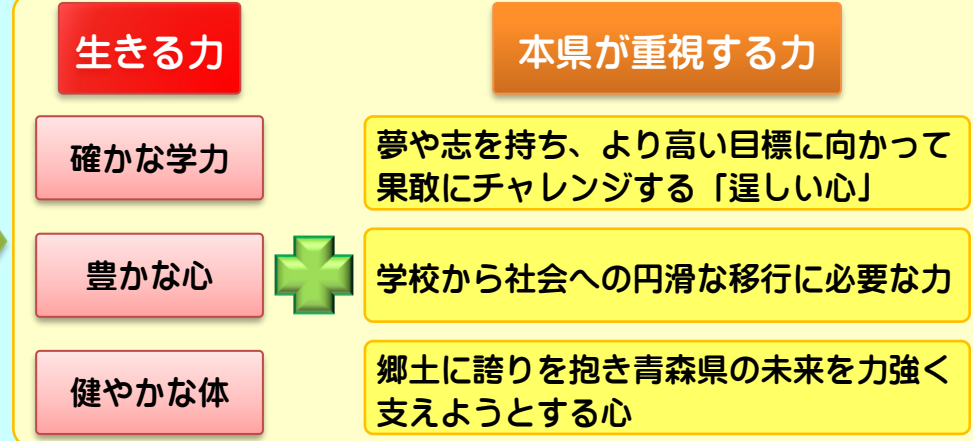 生きる力
本県が重視する力
確かな学力
夢や志を持ち、より高い目標に向かって
果敢にチャレンジする「逞しい心」
豊かな心
学校から社会への円滑な移行に必要な力
健やかな体
郷土に誇りを抱き青森県の未来を力強く
支えようとする心